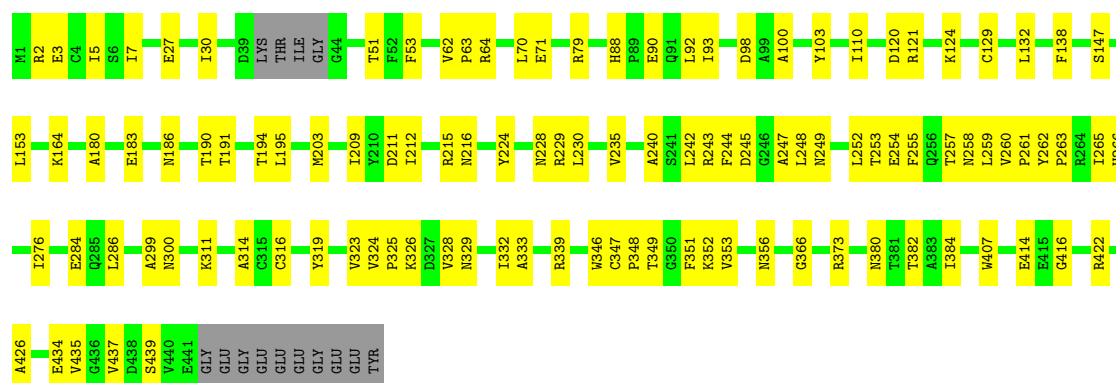 M1 R2 E3 C4 I5 S6 I7 E27 I30 D39 LYS THR ILE GLY G44 T51 F52 F53 V62 P63 R64 L70 E71 R79 H88 P89 E90 Q91 L92 I93 D98 A99 A100 Y103 I110 D120 R121 K124 C129 L132 F138 S147
L153 K164 A180 E183 N186 T190 T191 T194 L195 M203 I209 Y210 D211 I212 R215 N216 Y224 N228 R229 L230 V235 A240 S241 L242 R243 F244 D245 G246 A247 L248 N249 L252 T253 E254 F255 Q256 T257 N258 L259 V260 P261 Y262 P263 R264 I265
I276 E284 Q285 L286 A299 N300 K311 A314 C315 C316 Y319 V323 V324 P325 K326 D327 V328 N329 I332 A333 R339 W346 C347 P348 T349 G350 F351 K352 V353 N356 G366 R373 N380 T381 T382 A383 I384 W407 E414 E415 G416 R422
A426 E434 V435 G436 V437 D438 S439 V440 E441 GLY GLU GLY GLU GLU GLU GLY GLU GLU TYR